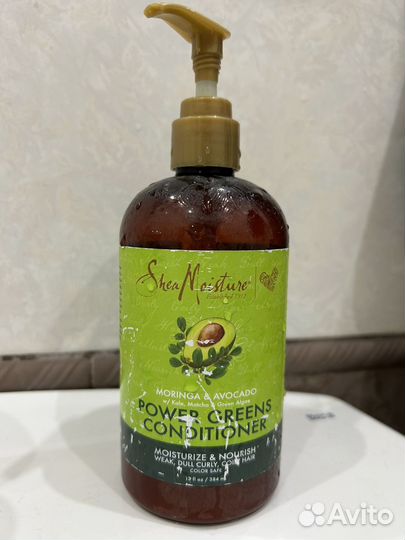 SheaMoisture®
Established 1912
MORINGA & AVOCADO
w/ Kale, Matcha & Green Algae
POWER GREENS
CONDITIONER
MOISTURIZE & NOURISH
WEAK, DULL CURLY, COILY HAIR
COLOR SAFE
13 fl oz / 384 ml
Avito